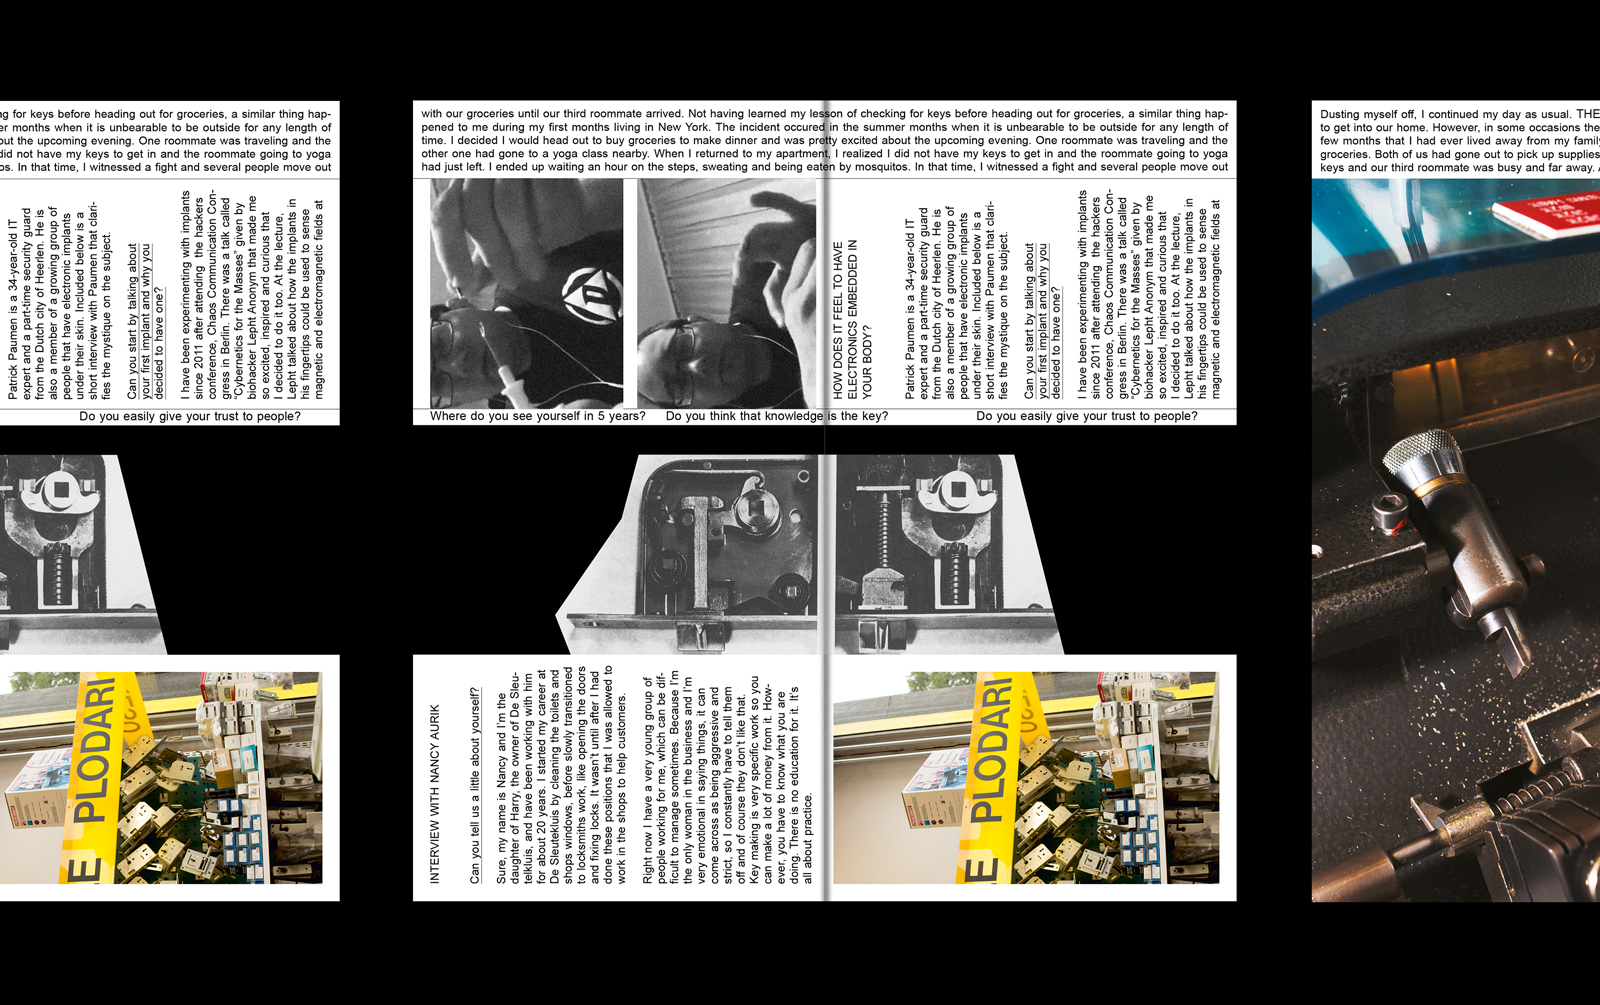 ng for keys before heading out for groceries, a similar thing hap-
er months when it is unbearable to be outside for any length of
out the upcoming evening. One roommate was traveling and the
did not have my keys to get in and the roommate going to yoga
os. In that time, I witnessed a fight and several people move out
Patrick Paumen is a 34-year-old IT
expert and a part-time security guard
from the Dutch city of Heerlen. He is
also a member of a growing group of
people that have electronic implants
under their skin. Included below is a
short interview with Paumen that clari-
fies the mystique on the subject.
Can you start by talking about
your first implant and why you
decided to have one?
I have been experimenting with implants
since 2011 after attending the hackers
conference, Chaos Communication Con-
gress in Berlin. There was a talk called
"Cybernetics for the Masses" given by
biohacker Lepht Anonym that made me
so excited, inspired and curious that
I decided to do it too. At the lecture,
Lepht talked about how the implants in
his fingertips could be used to sense
magnetic and electromagnetic fields at
Do you easily give your trust to people?
E PLODARI
with our groceries until our third roommate arrived. Not having learned my lesson of checking for keys before heading out for groceries, a similar thing hap-
pened to me during my first months living in New York. The incident occured in the summer months when it is unbearable to be outside for any length of
time. I decided I would head out to buy groceries to make dinner and was pretty excited about the upcoming evening. One roommate was traveling and the
other one had gone to a yoga class nearby. When I returned to my apartment, I realized I did not have my keys to get in and the roommate going to yoga
had just left. I ended up waiting an hour on the steps, sweating and being eaten by mosquitos. In that time, I witnessed a fight and several people move out
HOW DOES IT FEEL TO HAVE
ELECTRONICS EMBEDDED IN
YOUR BODY?
Patrick Paumen is a 34-year-old IT
expert and a part-time security guard
from the Dutch city of Heerlen. He is
also a member of a growing group of
people that have electronic implants
under their skin. Included below is a
short interview with Paumen that clari-
fies the mystique on the subject.
Can you start by talking about
your first implant and why you
decided to have one?
I have been experimenting with implants
since 2011 after attending the hackers
conference, Chaos Communication Con-
gress in Berlin. There was a talk called
"Cybernetics for the Masses" given by
biohacker Lepht Anonym that made me
so excited, inspired and curious that
I decided to do it too. At the lecture,
Lepht talked about how the implants in
his fingertips could be used to sense
magnetic and electromagnetic fields at
Where do you see yourself in 5 years?
Do you think that knowledge is the key?
Do you easily give your trust to people?
INTERVIEW WITH NANCY AURIK
Can you tell us a little about yourself?
Sure, my name is Nancy and I'm the
daughter of Harry, the owner of De Sleu-
telkluis, and have been working with him
for about 20 years. I started my career at
De Sleutekluis by cleaning the toilets and
shops windows, before slowly transitioned
to locksmiths work, like opening the doors
and fixing locks. It wasn't until after I had
done these positions that I was allowed to
work in the shops to help customers.
Right now I have a very young group of
people working for me, which can be dif-
ficult to manage sometimes. Because I'm
the only woman in the business and I'm
very emotional in saying things, it can
come across as being aggressive and
strict, so I constantly have to tell them
off and of course they don't like that.
Key making is very specific work so you
can make a lot of money from it. How-
ever, you have to know what you are
doing. There is no education for it. It's
all about practice.
E PLODARI
Dusting myself off, I continued my day as usual. THE
to get into our home. However, in some occasions the
few months that I had ever lived away from my family
groceries. Both of us had gone out to pick up supplies
keys and our third roommate was busy and far away. A